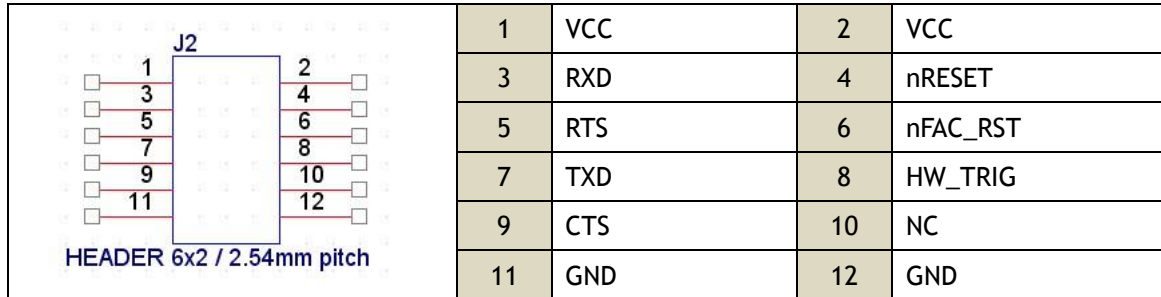 J2
1 2
3 4
5 6
7 8
9 10
11 12
HEADER 6x2 / 2.54mm pitch
1 VCC 2 VCC
3 RXD 4 nRESET
5 RTS 6 nFAC_RST
7 TXD 8 HW_TRIG
9 CTS 10 NC
11 GND 12 GND